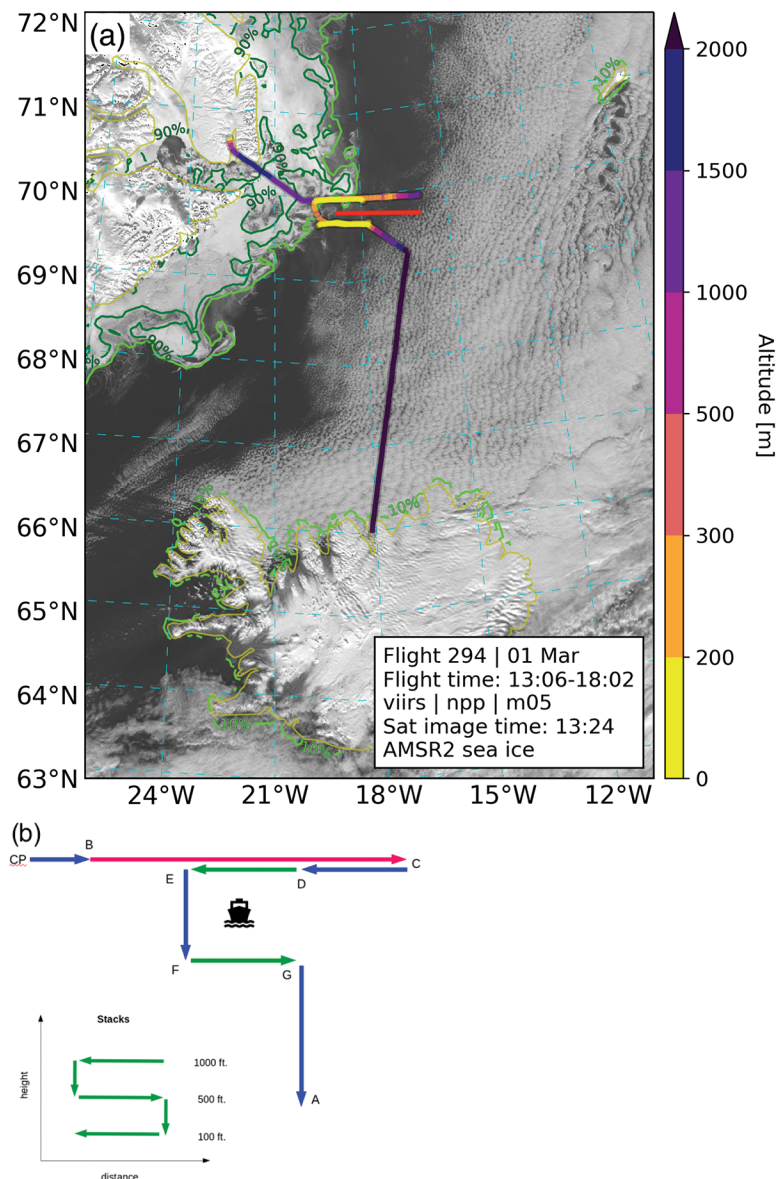 (a)
72°N
71°N
70°N
69°N
68°N
67°N
66°N
65°N
64°N
63°N
24°W
21°W
18°W
15°W
12°W
90%
90%
90%
90%
90%
10%
10%
10%
10%
Flight 294 | 01 Mar
Flight time: 13:06-18:02
viirs | npp | m05
Sat image time: 13:24
AMSR2 sea ice
2000
1500
1000
500
300
200
0
Altitude [m]
(b)
CP
B
C
D
E
F
G
A
Stacks
height
1000 ft.
500 ft.
100 ft.
distance